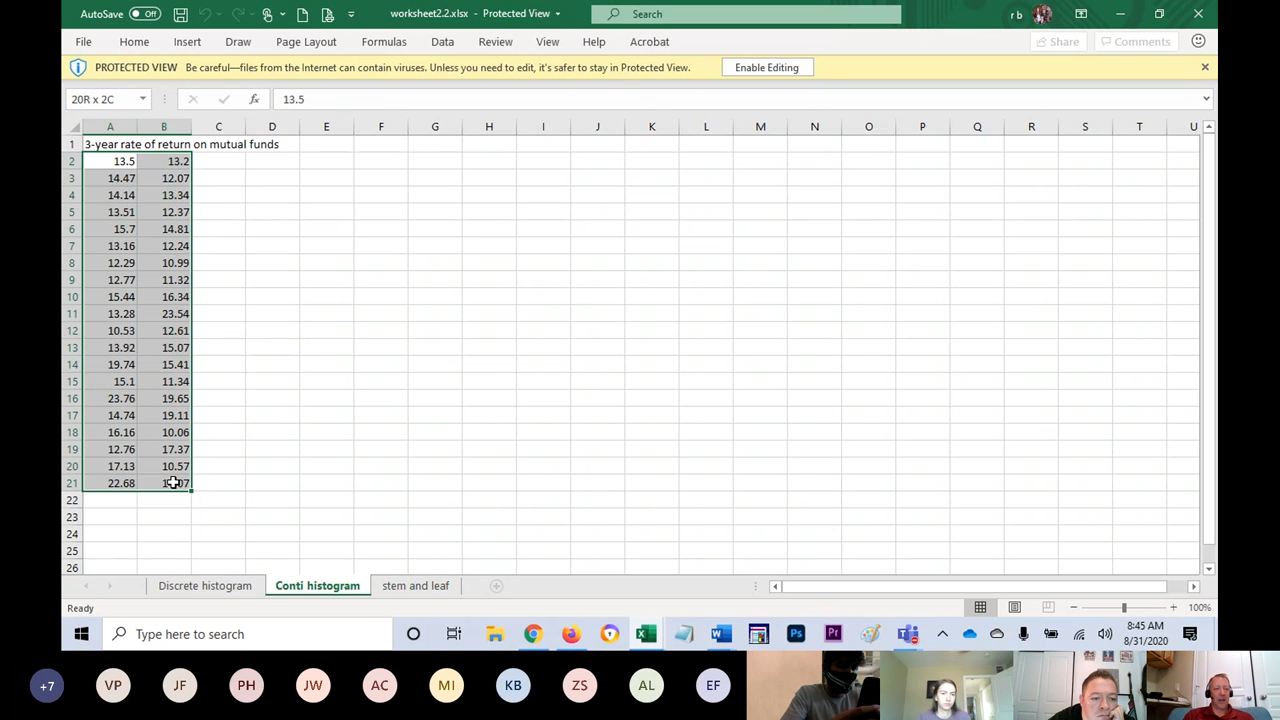 AutoSave Off worksheet2.2.xlsx - Protected View Search r b
File Home Insert Draw Page Layout Formulas Data Review View Help Acrobat Share Comments
PROTECTED VIEW Be careful—files from the Internet can contain viruses. Unless you need to edit, it's safer to stay in Protected View. Enable Editing
20R x 2C fx 13.5
A B C D E F G H I J K L M N O P Q R S T U
1 3-year rate of return on mutual funds
2 13.5 13.2
3 14.47 12.07
4 14.14 13.34
5 13.51 12.37
6 15.7 14.81
7 13.16 12.24
8 12.29 10.99
9 12.77 11.32
10 15.44 16.34
11 13.28 23.54
12 10.53 12.61
13 13.92 15.07
14 19.74 15.41
15 15.1 11.34
16 23.76 19.65
17 14.74 19.11
18 16.16 10.06
19 12.76 17.37
20 17.13 10.57
21 22.68
22
23
24
25
26
Discrete histogram Conti histogram stem and leaf
Ready 100%
Type here to search 8:45 AM
8/31/2020
+7 VP JF PH JW AC MI KB ZS AL EF